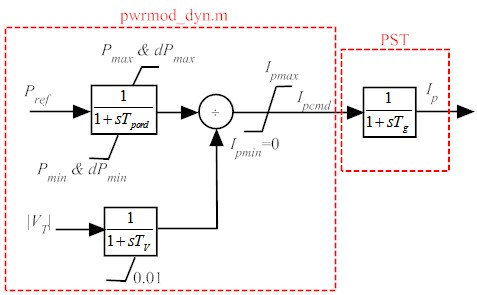 pwrmod_dyn.m
PST
P_max & dP_max
I_pmax
P_ref
1
1+sT_pord
÷
I_pcmd
1
1+sT_g
I_p
I_pmin=0
P_min & dP_min
|V_T|
1
1+sT_V
0.01